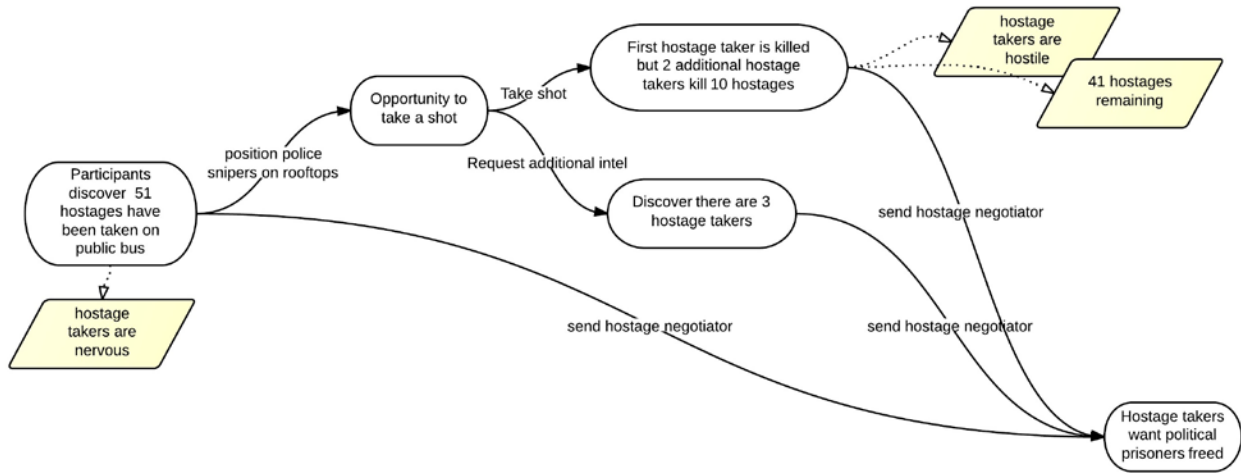 Participants
discover 51
hostages have
been taken on
public bus
hostage
takers are
nervous
position police
snipers on rooftops
Opportunity to
take a shot
Take shot
Request additional intel
First hostage taker is killed
but 2 additional hostage
takers kill 10 hostages
hostage
takers are
hostile
41 hostages
remaining
Discover there are 3
hostage takers
send hostage negotiator
send hostage negotiator
send hostage negotiator
Hostage takers
want political
prisoners freed